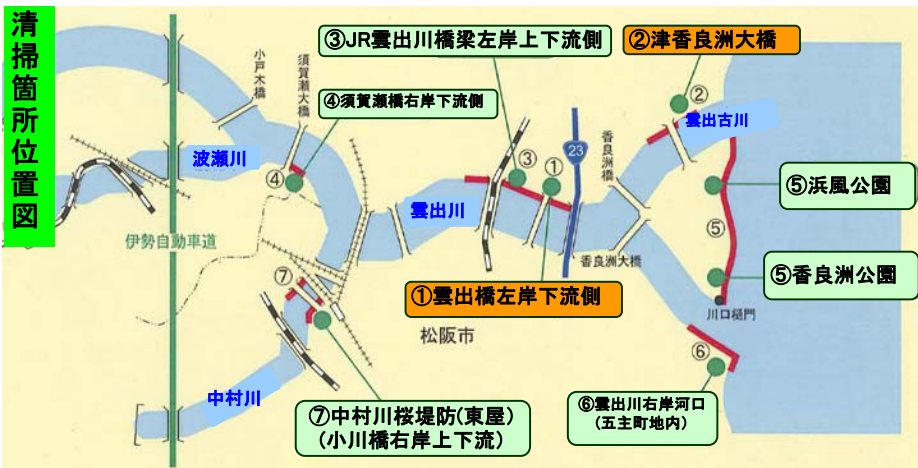 清掃箇所位置図
③JR雲出川橋梁左岸上下流側
②津香良洲大橋
小戸木橋
須賀瀬大橋
④須賀瀬橋右岸下流側
②
雲出古川
波瀬川
④
③
①
23
香良洲橋
⑤浜風公園
雲出川
⑤
伊勢自動車道
香良洲大橋
⑤香良洲公園
⑦
①雲出橋左岸下流側
川口樋門
松阪市
⑥
中村川
⑦中村川桜堤防(東屋)
(小川橋右岸上下流)
⑥雲出川右岸河口
(五主町地内)